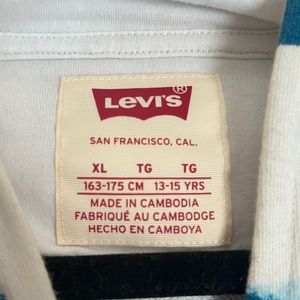 LEVI'S®
SAN FRANCISCO, CAL.
XL TG TG
163-175 CM 13-15 YRS
MADE IN CAMBODIA
FABRIQUÉ AU CAMBODGE
HECHO EN CAMBOYA